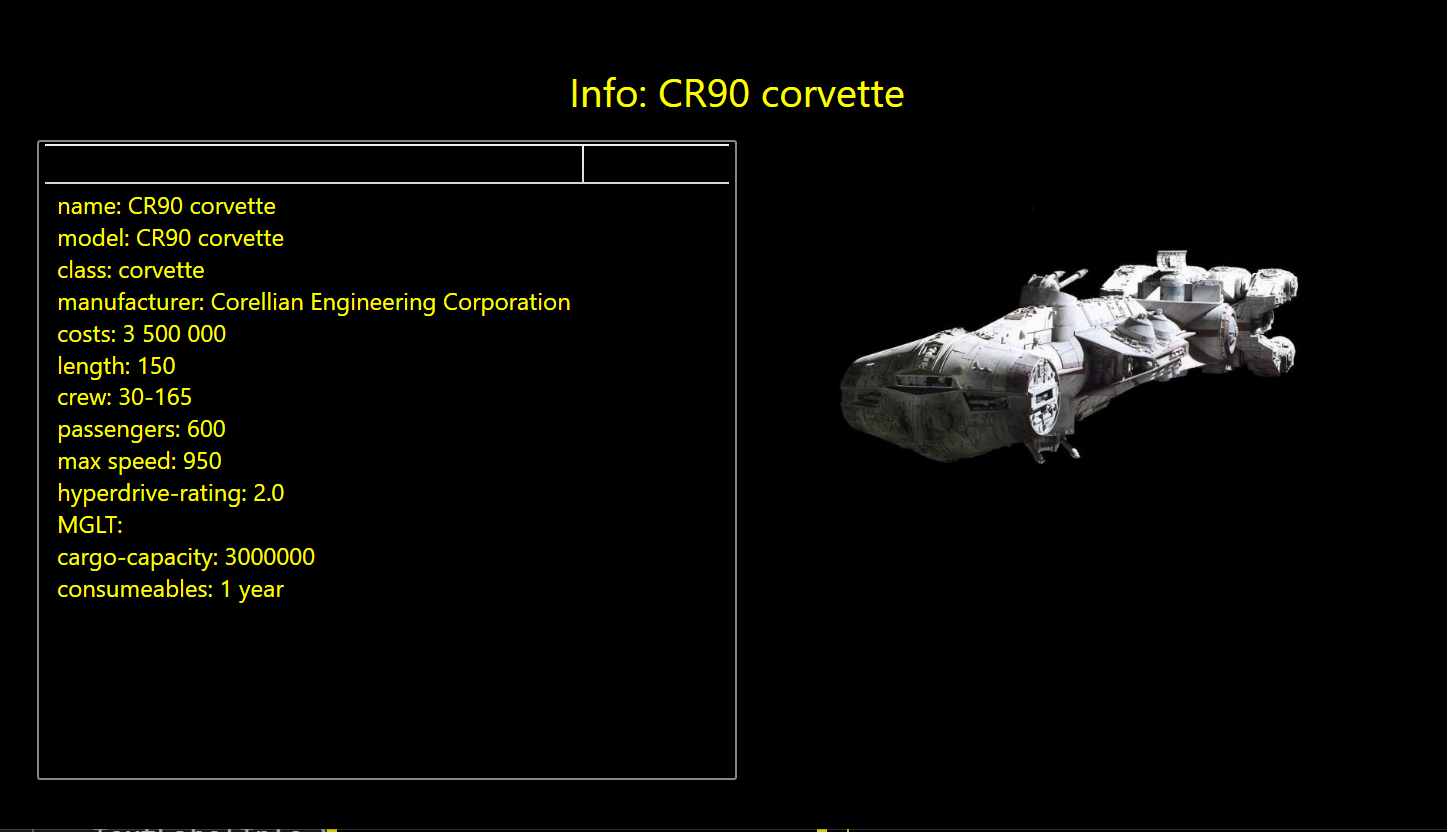 Info: CR90 corvette
name: CR90 corvette
model: CR90 corvette
class: corvette
manufacturer: Corellian Engineering Corporation
costs: 3 500 000
length: 150
crew: 30-165
passengers: 600
max speed: 950
hyperdrive-rating: 2.0
MGLT:
cargo-capacity: 3000000
consumeables: 1 year